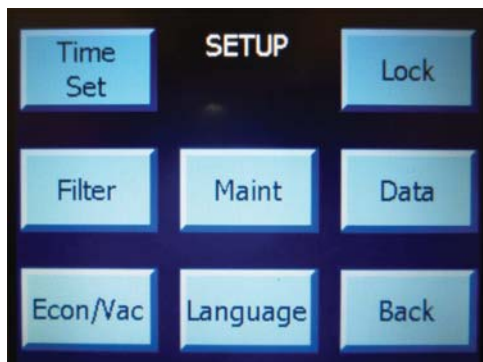 Time
Set
SETUP
Lock
Filter
Maint
Data
Econ/Vac
Language
Back